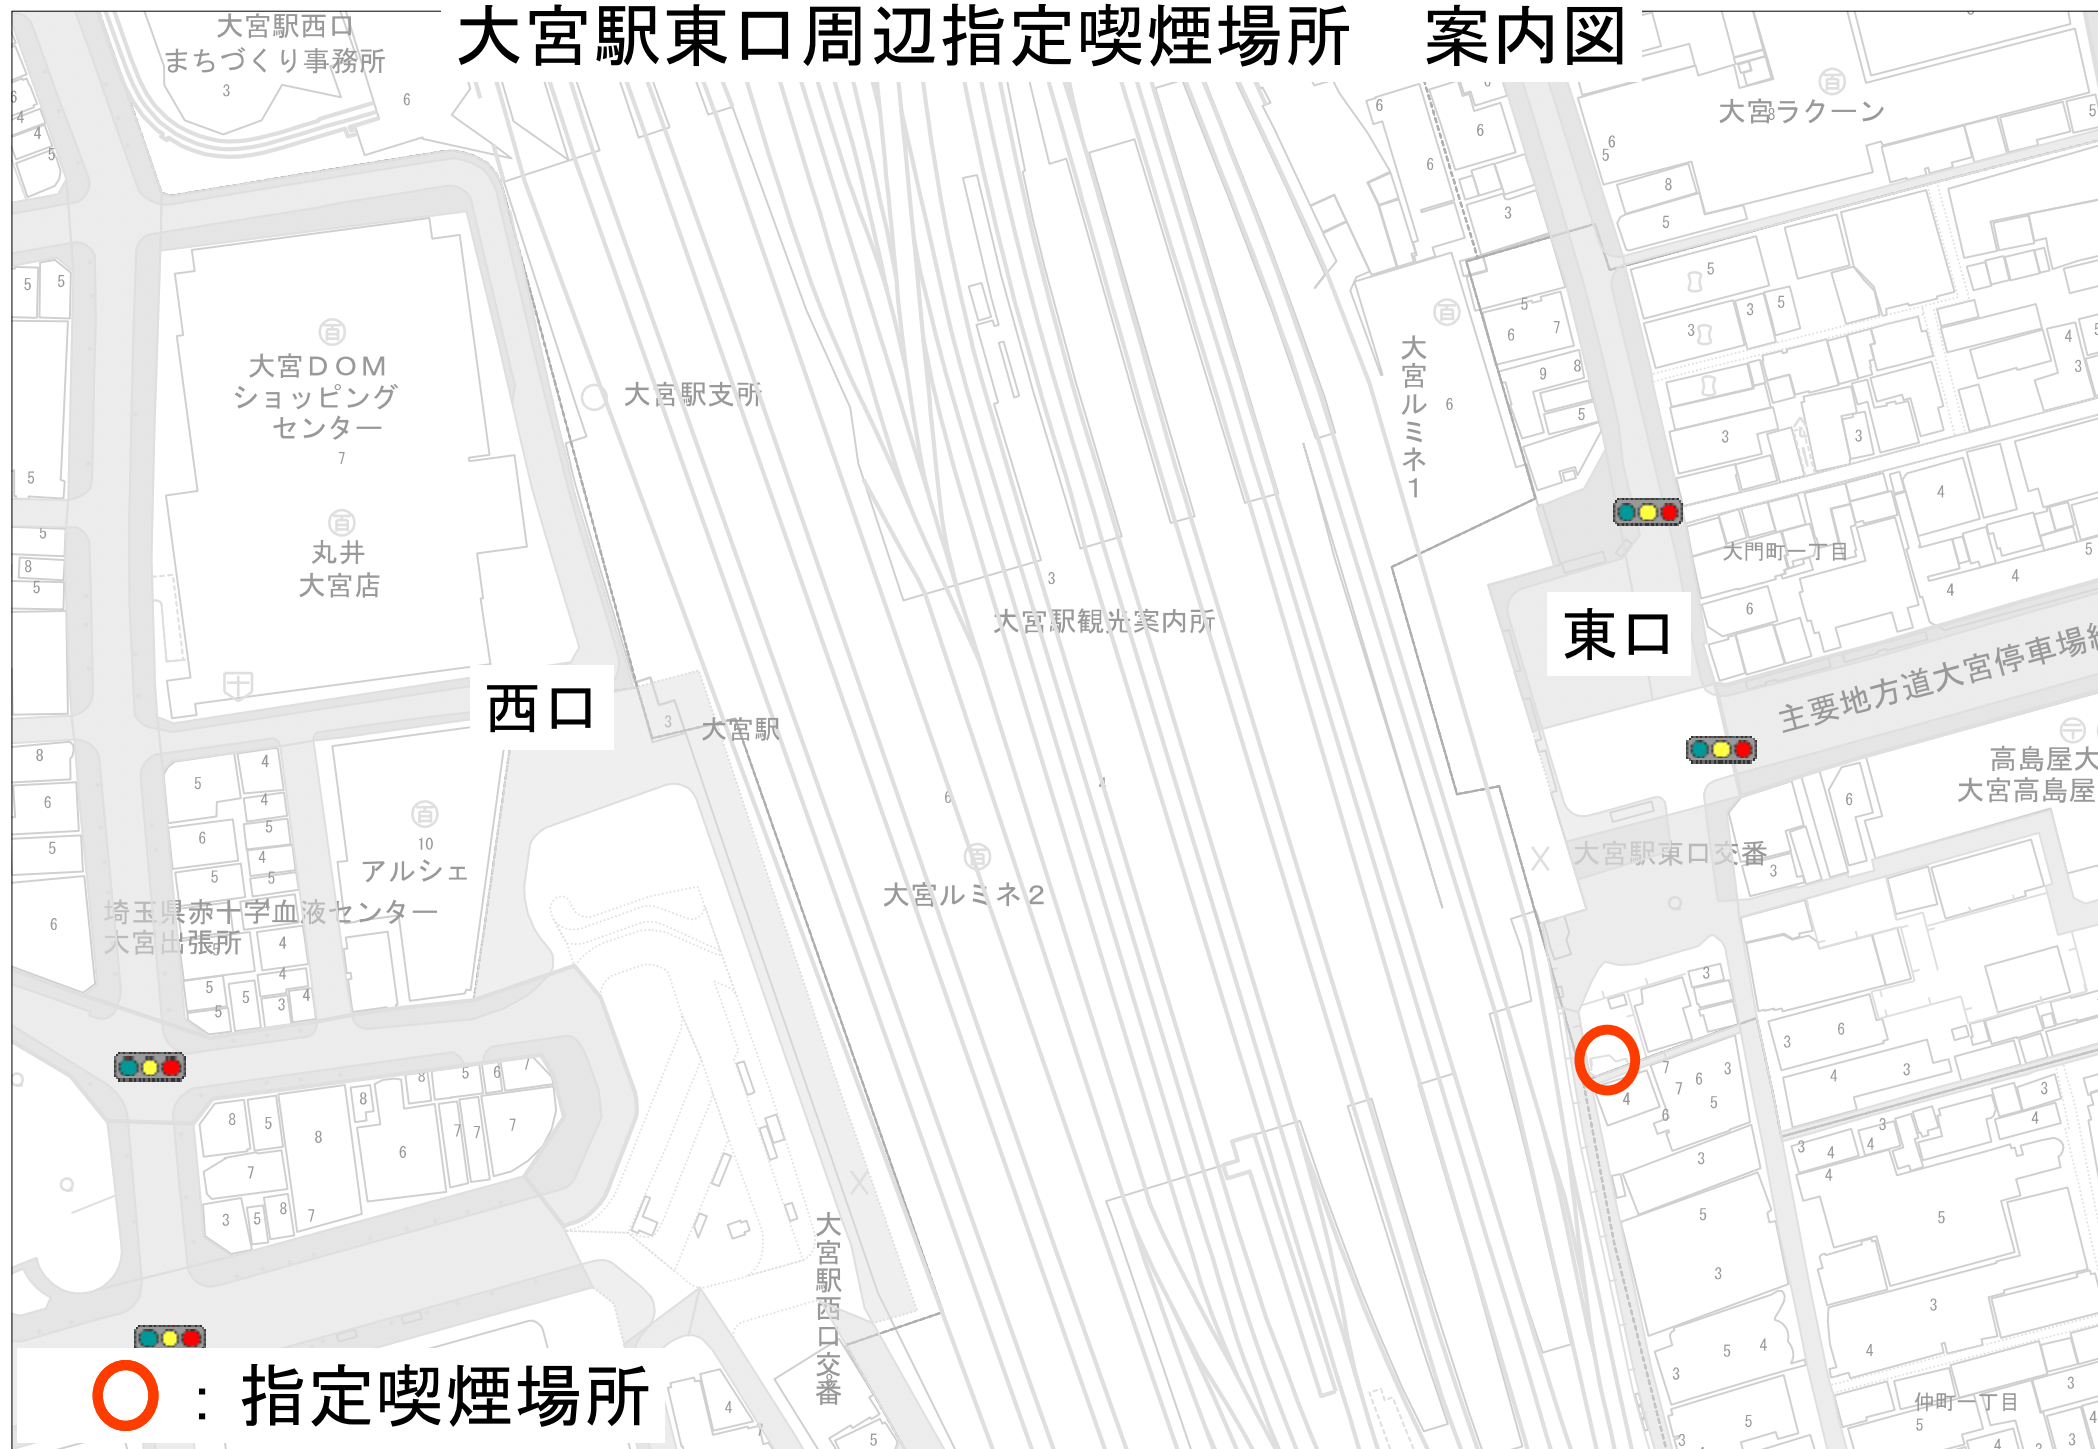 大宮駅東口周辺指定喫煙場所　案内図
大宮駅西口
まちづくり事務所
3
6
大宮ラクーン
8
大宮DOM
ショッピング
センター
7
大宮駅支所
大宮ルミネ1
丸井
大宮店
大門町一丁目
3
大宮駅観光案内所
東口
西口
3
大宮駅
主要地方道大宮停車場
高島屋大
大宮高島屋
10
アルシェ
大宮駅東口交番
大宮ルミネ2
埼玉県赤十字血液センター
大宮出張所
大宮駅西口交番
仲町一丁目
：指定喫煙場所